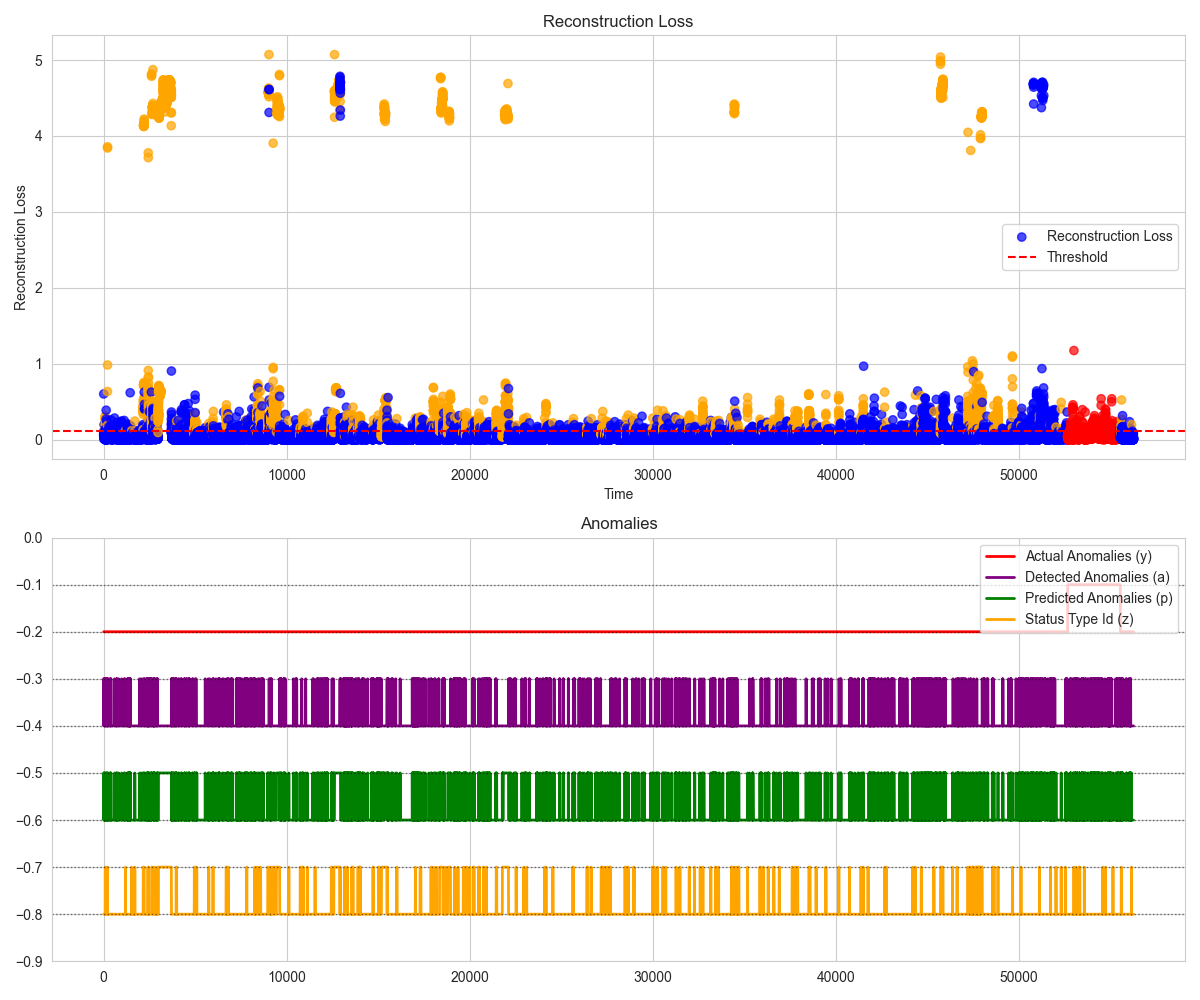 Reconstruction Loss
5
4
3
2
1
0
Reconstruction Loss
Reconstruction Loss
Threshold
0 10000 20000 30000 40000 50000
Time
Anomalies
0.0
−0.1
−0.2
−0.3
−0.4
−0.5
−0.6
−0.7
−0.8
−0.9
Actual Anomalies (y)
Detected Anomalies (a)
Predicted Anomalies (p)
Status Type Id (z)
0 10000 20000 30000 40000 50000